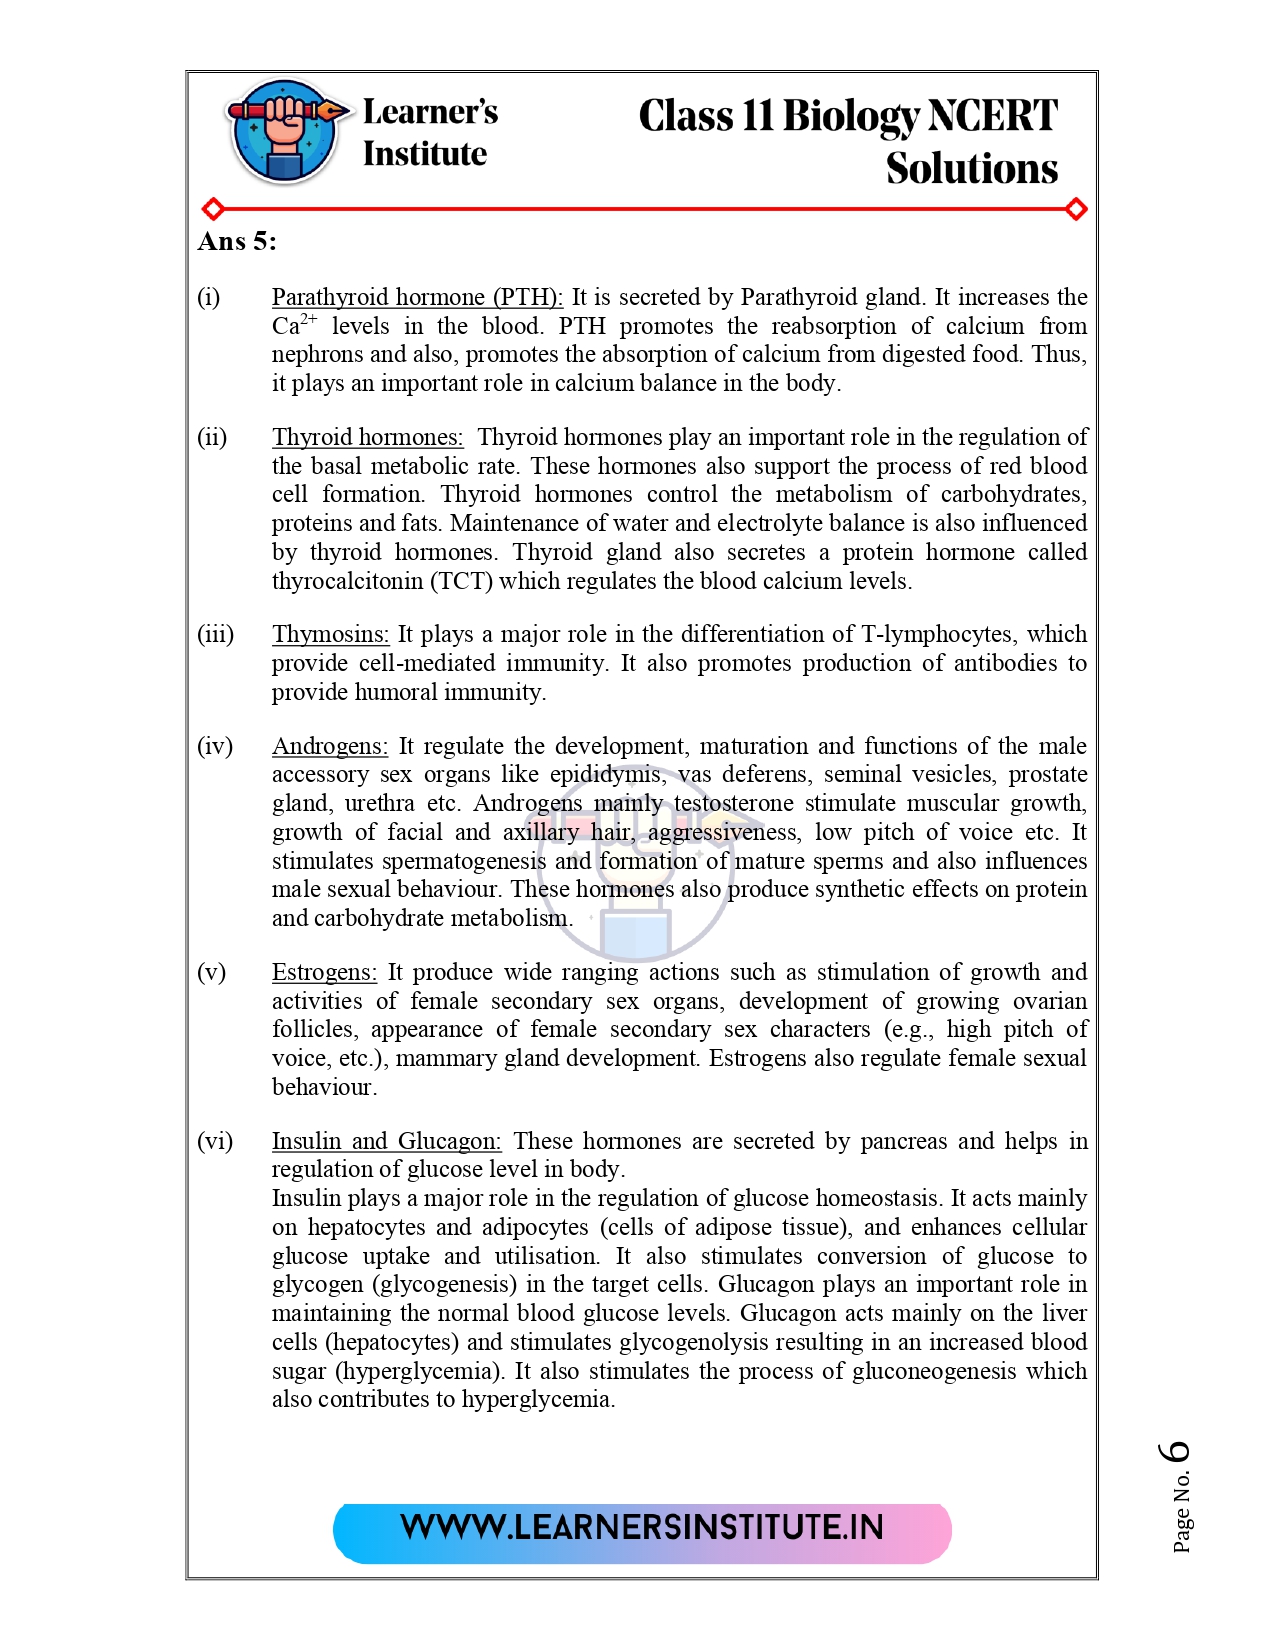 Learner's
Institute
Class 11 Biology NCERT
Solutions
Ans 5:
(i) Parathyroid hormone (PTH): It is secreted by Parathyroid gland. It increases the
Ca²⁺ levels in the blood. PTH promotes the reabsorption of calcium from
nephrons and also, promotes the absorption of calcium from digested food. Thus,
it plays an important role in calcium balance in the body.
(ii) Thyroid hormones: Thyroid hormones play an important role in the regulation of
the basal metabolic rate. These hormones also support the process of red blood
cell formation. Thyroid hormones control the metabolism of carbohydrates,
proteins and fats. Maintenance of water and electrolyte balance is also influenced
by thyroid hormones. Thyroid gland also secretes a protein hormone called
thyrocalcitonin (TCT) which regulates the blood calcium levels.
(iii) Thymosins: It plays a major role in the differentiation of T-lymphocytes, which
provide cell-mediated immunity. It also promotes production of antibodies to
provide humoral immunity.
(iv) Androgens: It regulate the development, maturation and functions of the male
accessory sex organs like epididymis, vas deferens, seminal vesicles, prostate
gland, urethra etc. Androgens mainly testosterone stimulate muscular growth,
growth of facial and axillary hair, aggressiveness, low pitch of voice etc. It
stimulates spermatogenesis and formation of mature sperms and also influences
male sexual behaviour. These hormones also produce synthetic effects on protein
and carbohydrate metabolism.
(v) Estrogens: It produce wide ranging actions such as stimulation of growth and
activities of female secondary sex organs, development of growing ovarian
follicles, appearance of female secondary sex characters (e.g., high pitch of
voice, etc.), mammary gland development. Estrogens also regulate female sexual
behaviour.
(vi) Insulin and Glucagon: These hormones are secreted by pancreas and helps in
regulation of glucose level in body.
Insulin plays a major role in the regulation of glucose homeostasis. It acts mainly
on hepatocytes and adipocytes (cells of adipose tissue), and enhances cellular
glucose uptake and utilisation. It also stimulates conversion of glucose to
glycogen (glycogenesis) in the target cells. Glucagon plays an important role in
maintaining the normal blood glucose levels. Glucagon acts mainly on the liver
cells (hepatocytes) and stimulates glycogenolysis resulting in an increased blood
sugar (hyperglycemia). It also stimulates the process of gluconeogenesis which
also contributes to hyperglycemia.
Page No. 6
WWW.LEARNERSINSTITUTE.IN